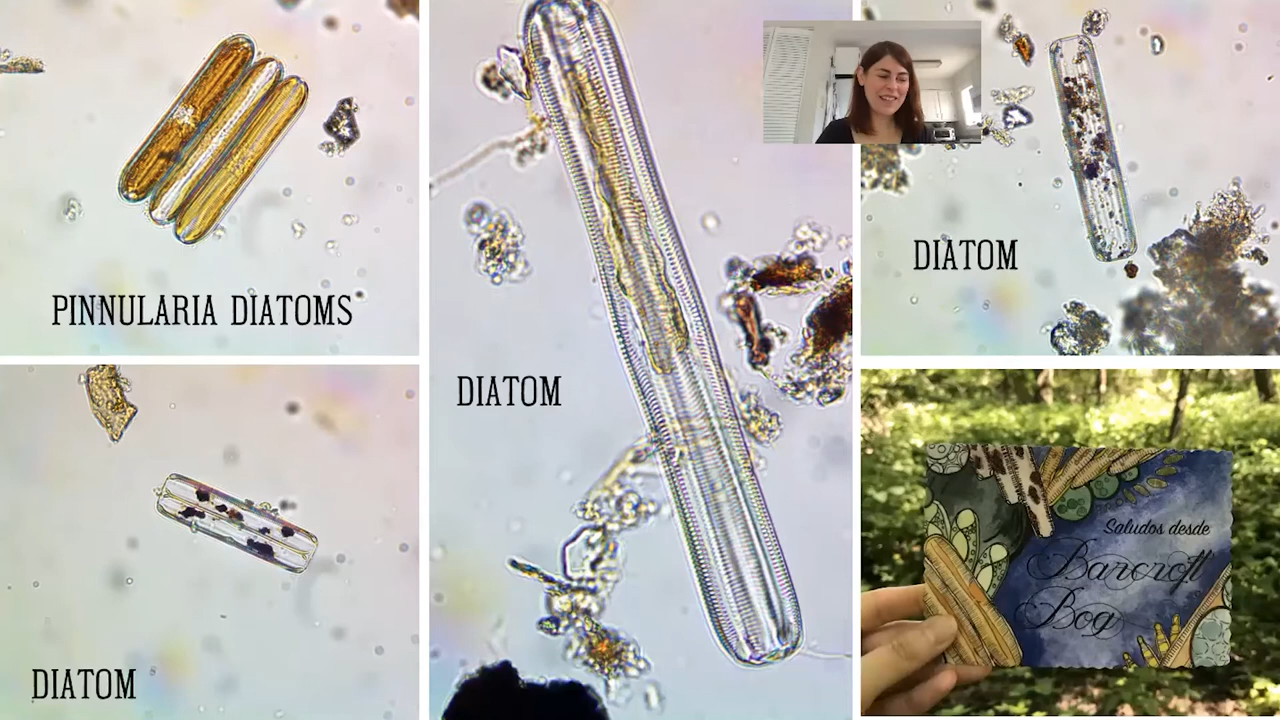 PINNULARIA DIATOMS
DIATOM
DIATOM
DIATOM
Saludos desde
Barcroft
Bog